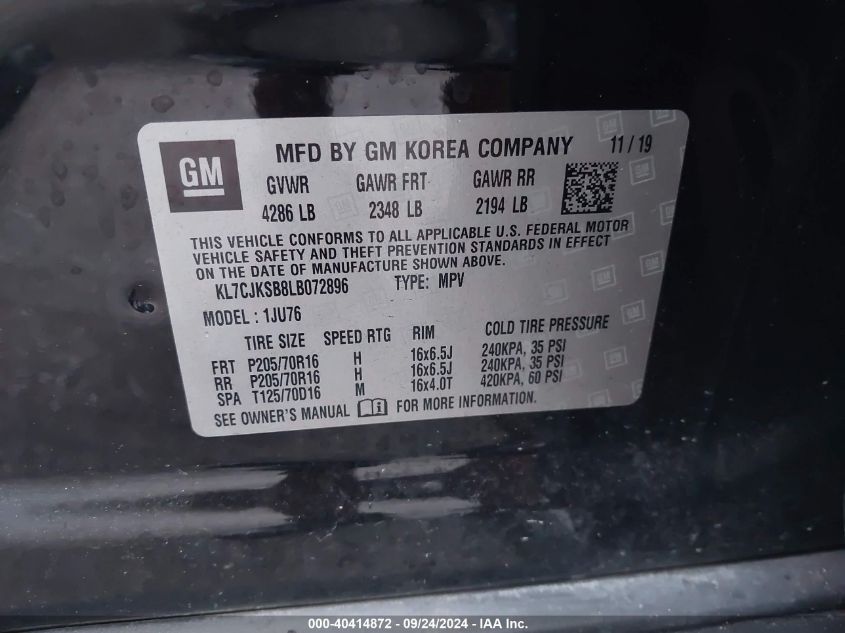 GM
MFD BY GM KOREA COMPANY 11/19
GVWR GAWR FRT GAWR RR
4286 LB 2348 LB 2194 LB
THIS VEHICLE CONFORMS TO ALL APPLICABLE U.S. FEDERAL MOTOR
VEHICLE SAFETY AND THEFT PREVENTION STANDARDS IN EFFECT
ON THE DATE OF MANUFACTURE SHOWN ABOVE.
KL7CJKSB8LB072896 TYPE: MPV
MODEL: 1JU76
TIRE SIZE SPEED RTG RIM COLD TIRE PRESSURE
FRT P205/70R16 H 16x6.5J 240KPA, 35 PSI
RR P205/70R16 H 16x6.5J 240KPA, 35 PSI
SPA T125/70D16 M 16x4.0T 420KPA, 60 PSI
SEE OWNER'S MANUAL FOR MORE INFORMATION.
000-40414872 - 09/24/2024 - IAA Inc.